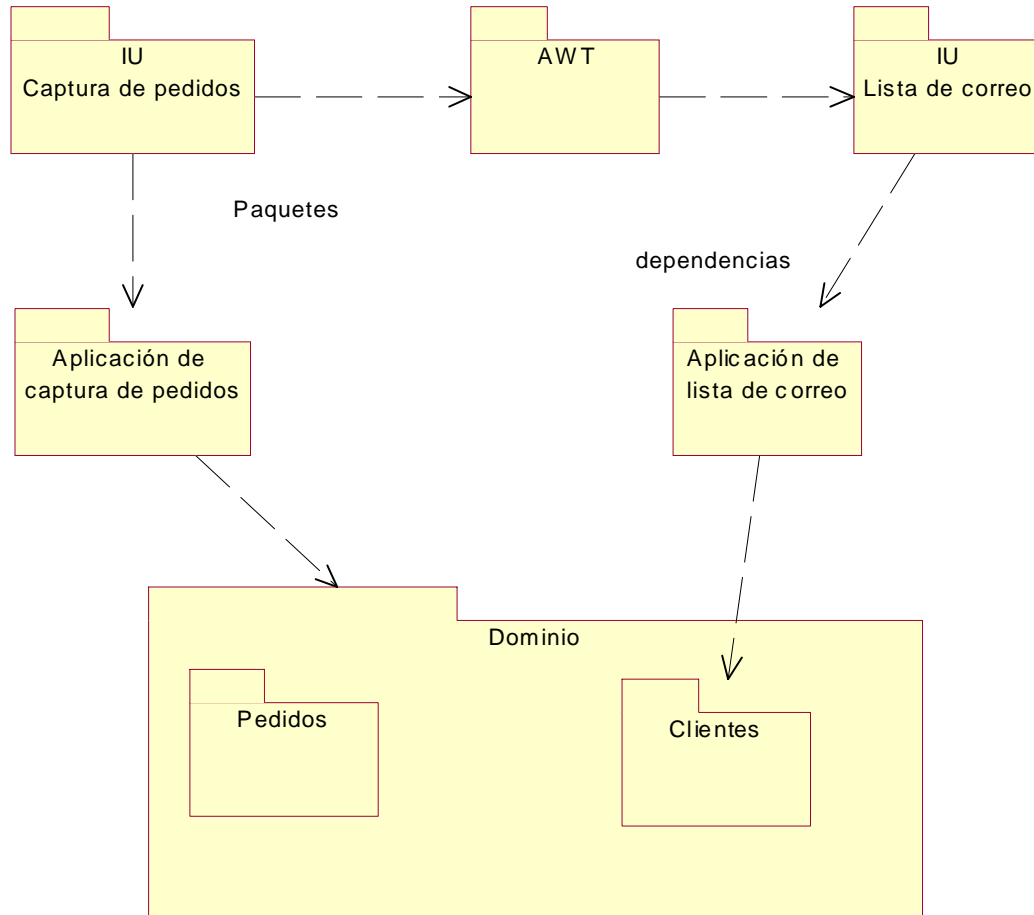 IU
Captura de pedidos
AWT
IU
Lista de correo
Paquetes
dependencias
Aplicación de
captura de pedidos
Aplicación de
lista de correo
Dominio
Pedidos
Clientes